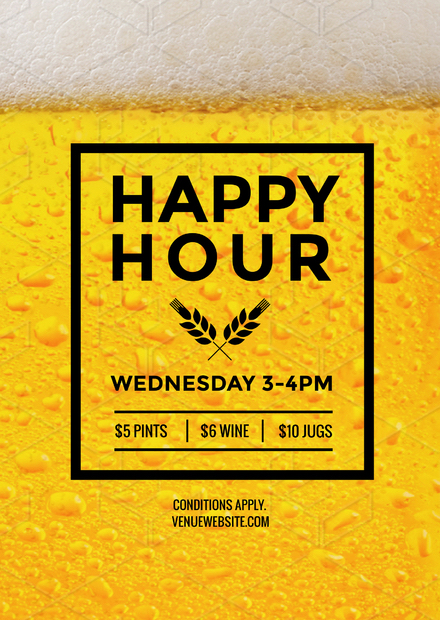 HAPPY
HOUR
WEDNESDAY 3-4PM
$5 PINTS | $6 WINE | $10 JUGS
CONDITIONS APPLY.
VENUEWEBSITE.COM